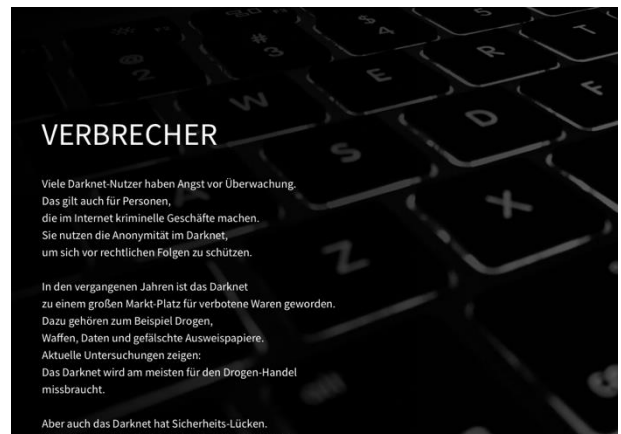 VERBRECHER
Viele Darknet-Nutzer haben Angst vor Überwachung.
Das gilt auch für Personen,
die im Internet kriminelle Geschäfte machen.
Sie nutzen die Anonymität im Darknet,
um sich vor rechtlichen Folgen zu schützen.
In den vergangenen Jahren ist das Darknet
zu einem großen Markt-Platz für verbotene Waren geworden.
Dazu gehören zum Beispiel Drogen,
Waffen, Daten und gefälschte Ausweispapiere.
Aktuelle Untersuchungen zeigen:
Das Darknet wird am meisten für den Drogen-Handel
missbraucht.
Aber auch das Darknet hat Sicherheits-Lücken.
@ 2
# 3
W E R T
A S D F
Z X